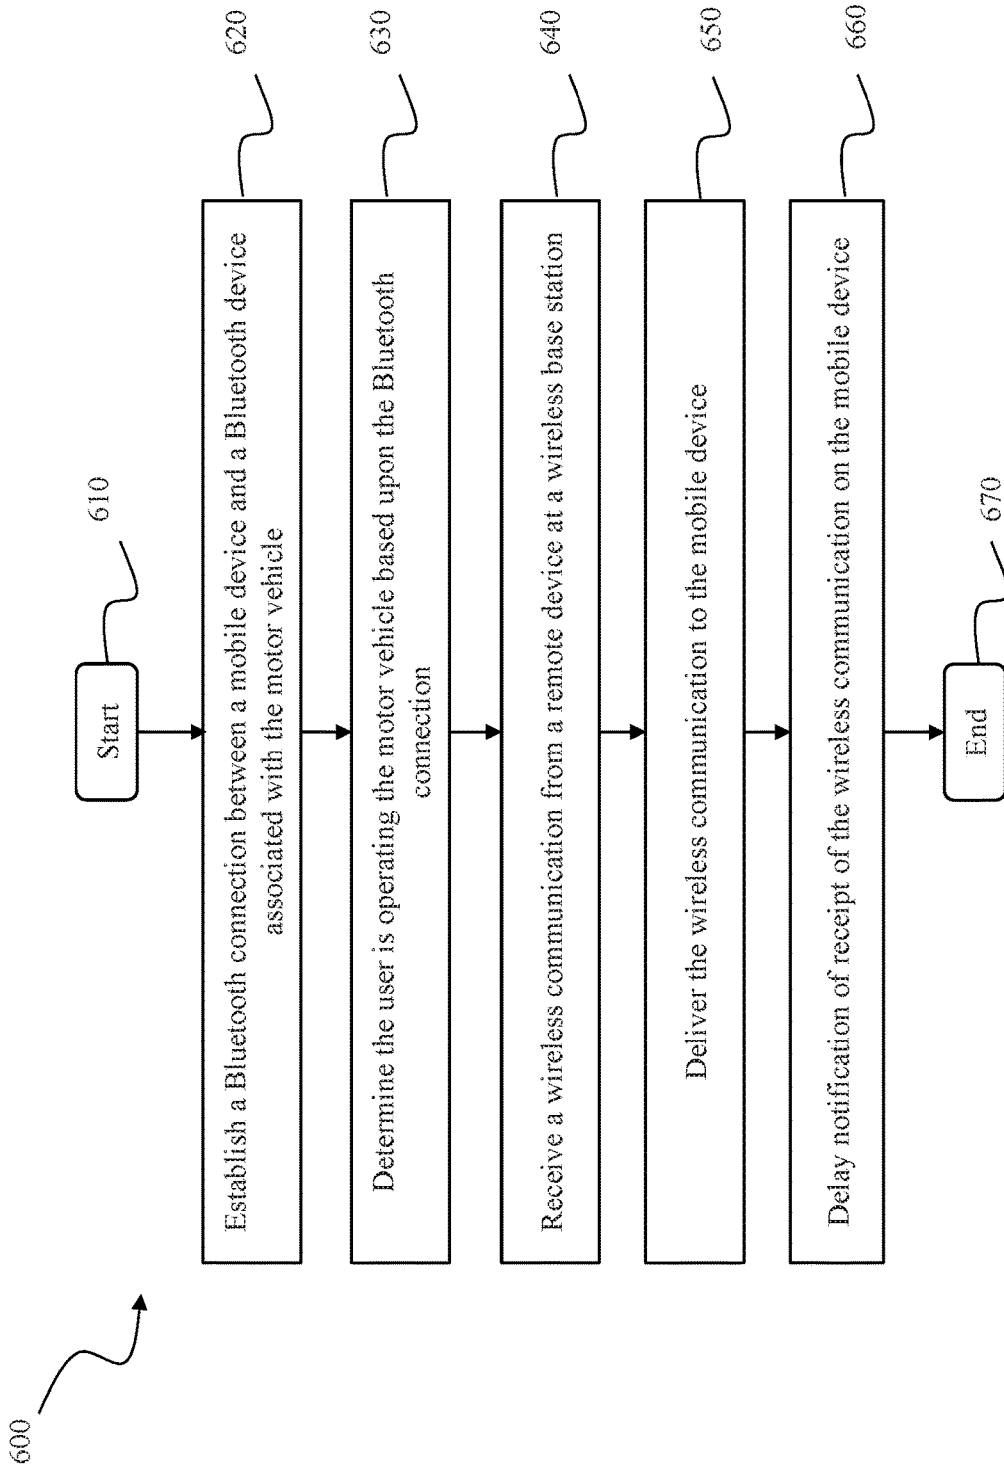 600
Start
610
Establish a Bluetooth connection between a mobile device and a Bluetooth device
associated with the motor vehicle
620
Determine the user is operating the motor vehicle based upon the Bluetooth
connection
630
Receive a wireless communication from a remote device at a wireless base station
640
Deliver the wireless communication to the mobile device
650
Delay notification of receipt of the wireless communication on the mobile device
660
End
670